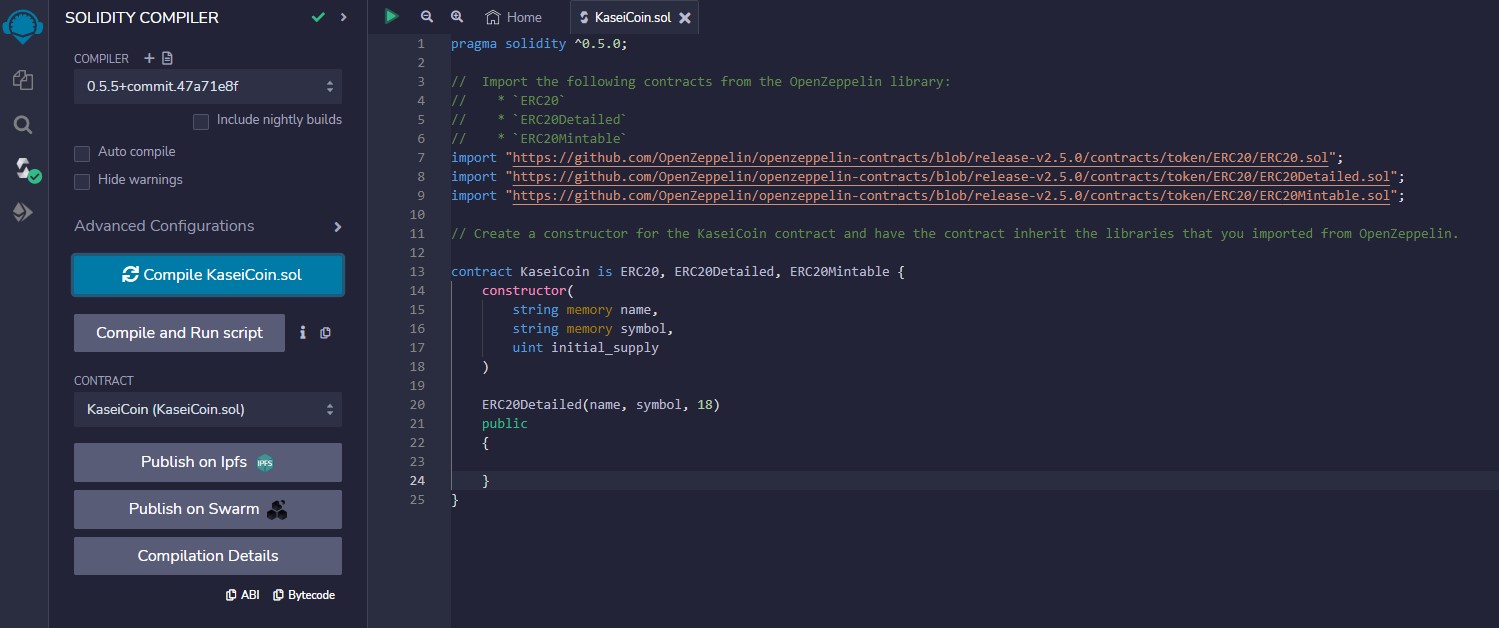 SOLIDITY COMPILER
COMPILER
0.5.5+commit.47a71e8f
Include nightly builds
Auto compile
Hide warnings
Advanced Configurations
Compile KaseiCoin.sol
Compile and Run script
CONTRACT
KaseiCoin (KaseiCoin.sol)
Publish on Ipfs IPFS
Publish on Swarm
Compilation Details
ABI Bytecode
Home KaseiCoin.sol
1 pragma solidity ^0.5.0;
2
3 //  Import the following contracts from the OpenZeppelin library:
4 //    * `ERC20`
5 //    * `ERC20Detailed`
6 //    * `ERC20Mintable`
7 import "https://github.com/OpenZeppelin/openzeppelin-contracts/blob/release-v2.5.0/contracts/token/ERC20/ERC20.sol";
8 import "https://github.com/OpenZeppelin/openzeppelin-contracts/blob/release-v2.5.0/contracts/token/ERC20/ERC20Detailed.sol";
9 import "https://github.com/OpenZeppelin/openzeppelin-contracts/blob/release-v2.5.0/contracts/token/ERC20/ERC20Mintable.sol";
10
11 // Create a constructor for the KaseiCoin contract and have the contract inherit the libraries that you imported from OpenZeppelin.
12
13 contract KaseiCoin is ERC20, ERC20Detailed, ERC20Mintable {
14     constructor(
15         string memory name,
16         string memory symbol,
17         uint initial_supply
18     )
19
20     ERC20Detailed(name, symbol, 18)
21     public
22     {
23
24     }
25 }